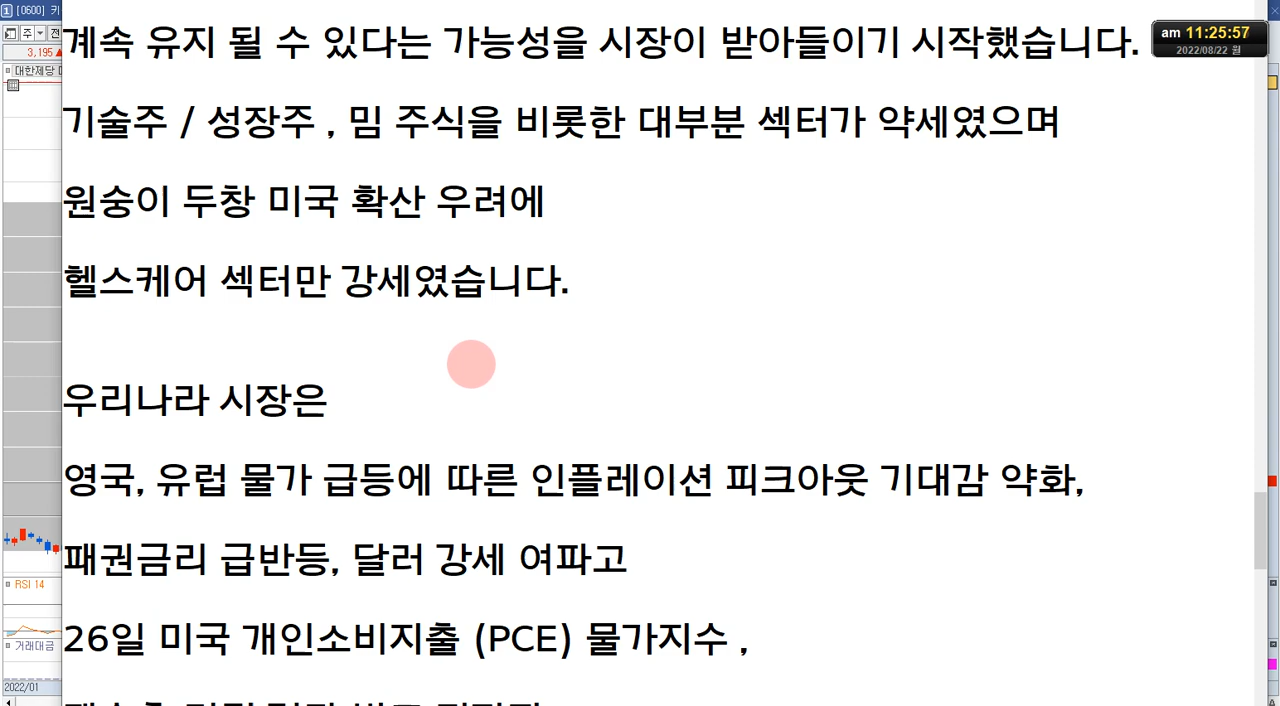 1 [0600] 키
주 전
3,195 ▲
대한제당
계속 유지 될 수 있다는 가능성을 시장이 받아들이기 시작했습니다.
am 11:25:57
2022/08/22 월
기술주 / 성장주 , 밈 주식을 비롯한 대부분 섹터가 약세였으며
원숭이 두창 미국 확산 우려에
헬스케어 섹터만 강세였습니다.
우리나라 시장은
영국, 유럽 물가 급등에 따른 인플레이션 피크아웃 기대감 약화,
패권금리 급반등, 달러 강세 여파고
RSI 14
26일 미국 개인소비지출 (PCE) 물가지수 ,
거래대금
2022/01
A